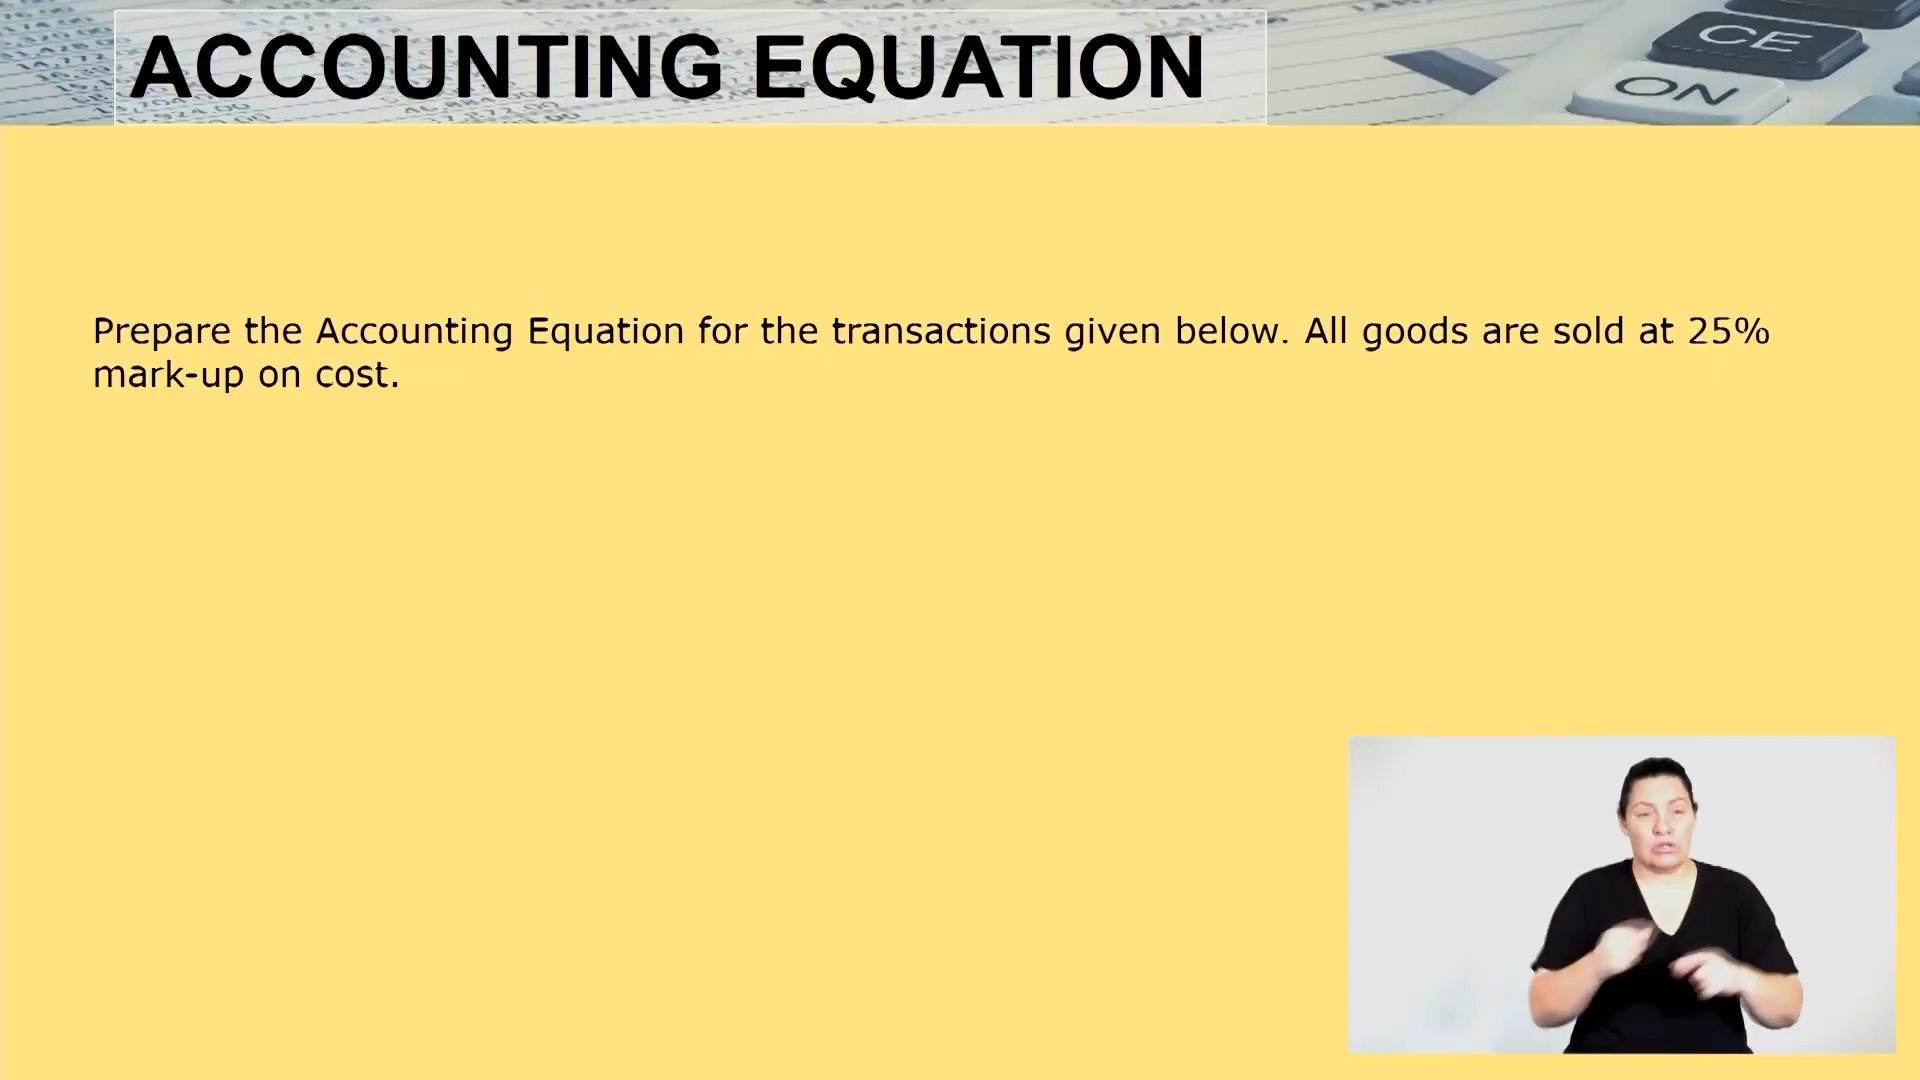 ACCOUNTING EQUATION
CE
ON
Prepare the Accounting Equation for the transactions given below. All goods are sold at 25%
mark-up on cost.